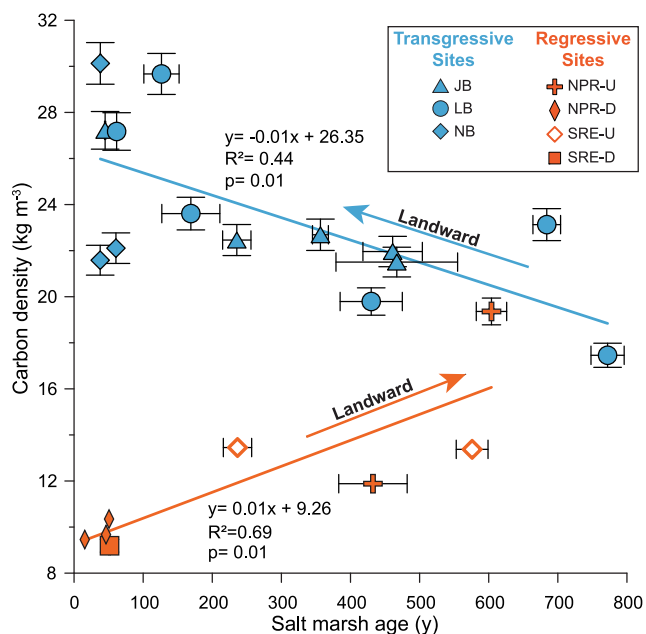 32
28
24
20
16
12
8
Carbon density (kg m⁻³)
0 100 200 300 400 500 600 700 800
Salt marsh age (y)
Transgressive Sites
JB
LB
NB
Regressive Sites
NPR-U
NPR-D
SRE-U
SRE-D
y= -0.01x + 26.35
R²= 0.44
p= 0.01
Landward
Landward
y= 0.01x + 9.26
R²=0.69
p= 0.01